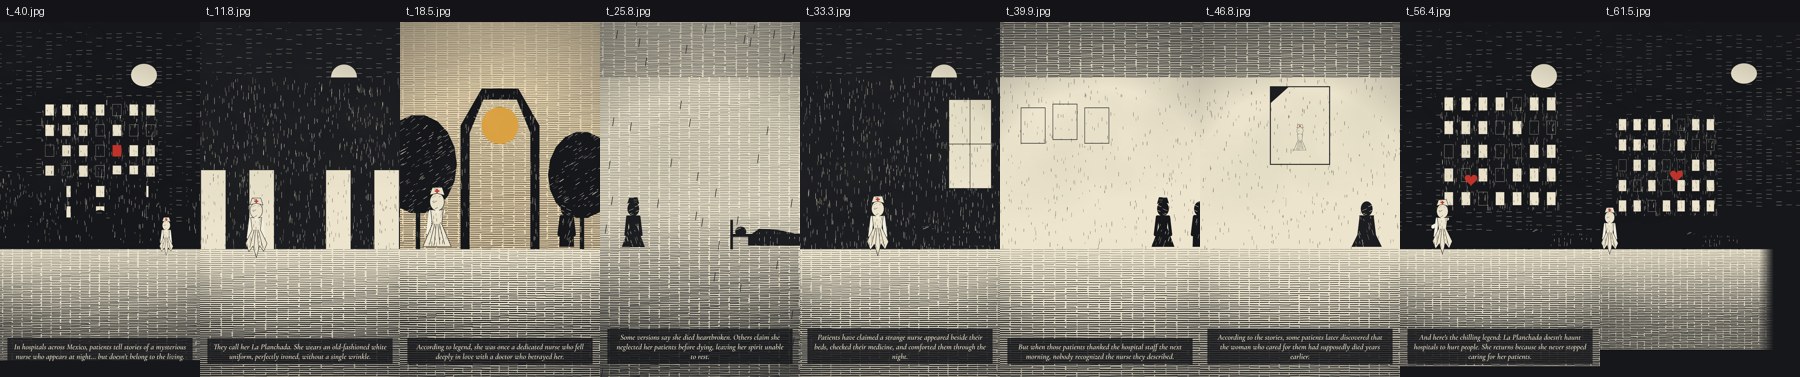 t_4.0.jpg
t_11.8.jpg
t_18.5.jpg
t_25.8.jpg
t_33.3.jpg
t_39.9.jpg
t_46.8.jpg
t_56.4.jpg
t_61.5.jpg
In hospitals across Mexico, patients tell stories of a mysterious
nurse who appears at night... but doesn't belong to the living.
They call her La Planchada. She wears an old-fashioned white
uniform, perfectly ironed, without a single wrinkle.
According to legend, she was once a dedicated nurse who fell
deeply in love with a doctor who betrayed her.
Some versions say she died heartbroken. Others claim she
neglected her patients before dying, leaving her spirit unable
to rest.
Patients have claimed a strange nurse appeared beside their
beds, checked their medicine, and comforted them through the
night.
But when those patients thanked the hospital staff the next
morning, nobody recognized the nurse they described.
According to the stories, some patients later discovered that
the woman who cared for them had supposedly died years
earlier.
And here's the chilling legend: La Planchada doesn't haunt
hospitals to hurt people. She returns because she never stopped
caring for her patients.